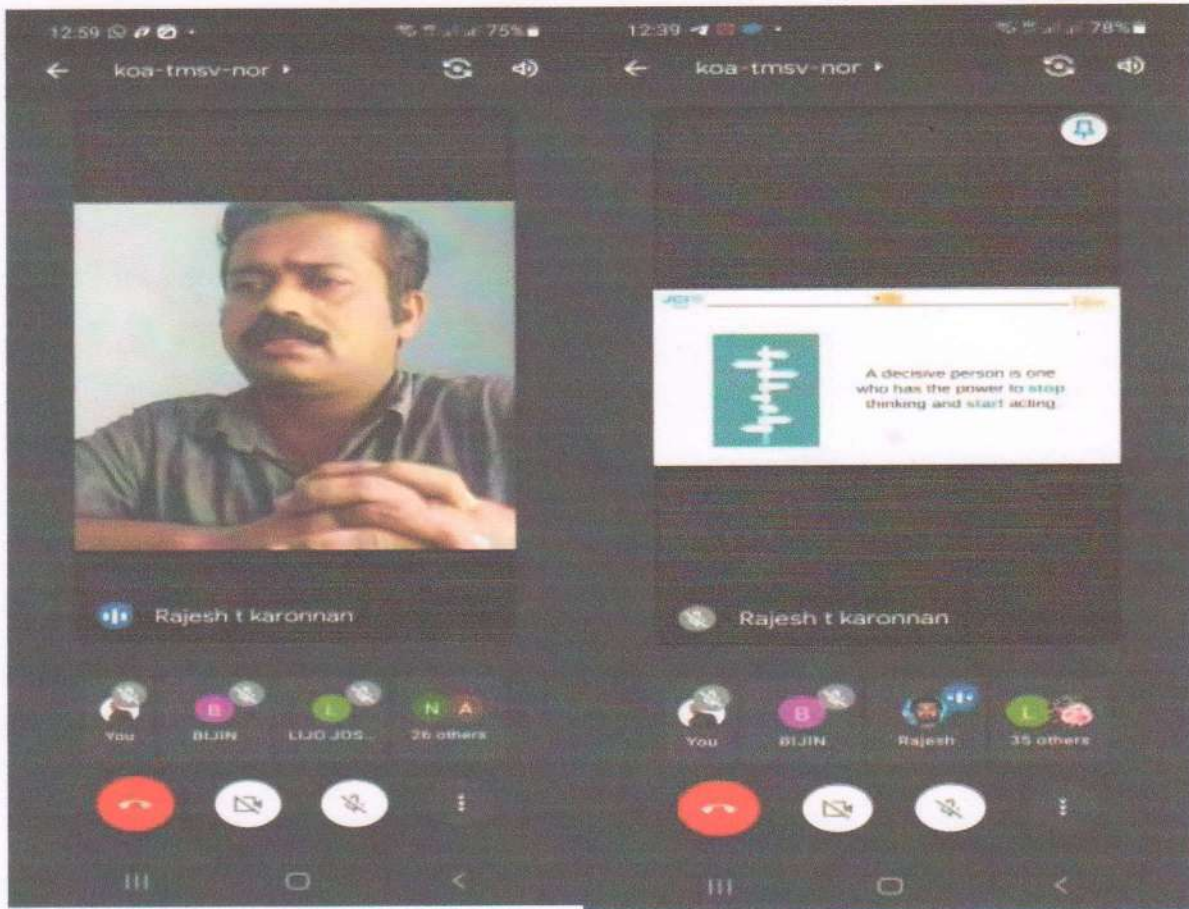 12:59
75%
koa-tmsv-nor
Rajesh t karonnan
You
BIJIN
LIJO JOS..
N A
26 others
12:39
78%
koa-tmsv-nor
JCI
A decisive person is one
who has the power to stop
thinking and start acting.
Rajesh t karonnan
You
BIJIN
Rajesh
35 others